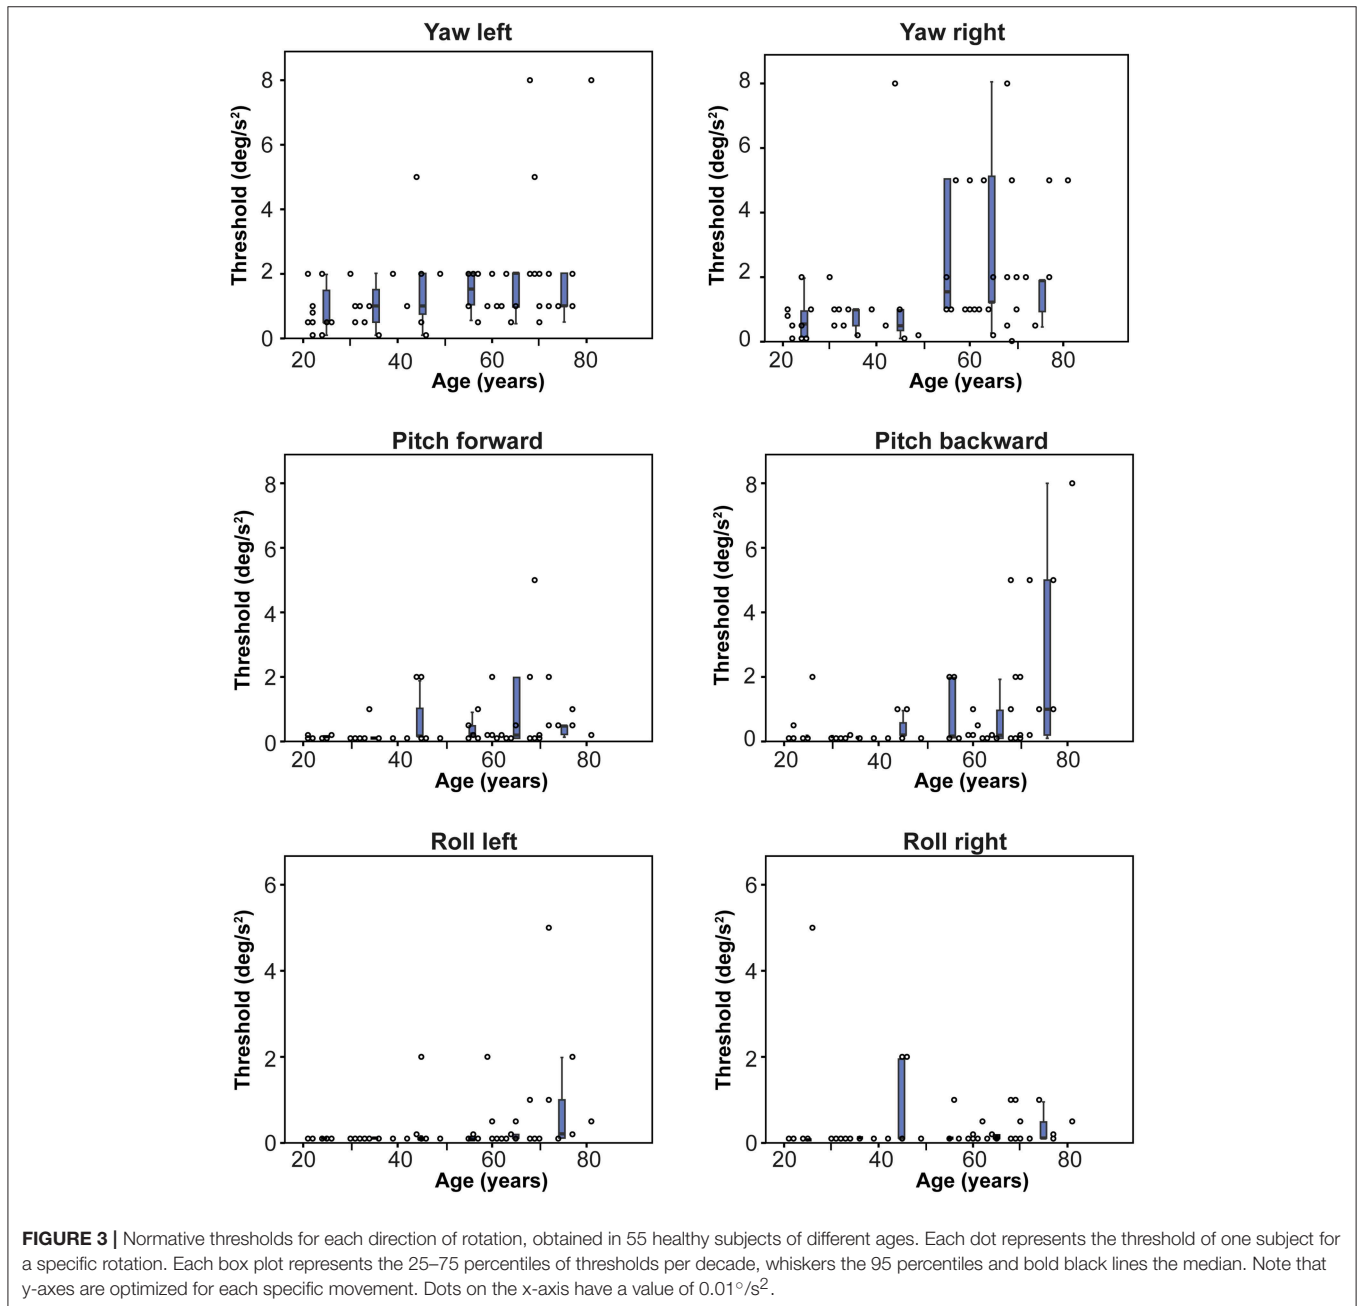 Yaw left
Threshold (deg/s²)
8
6
4
2
0
20 40 60 80
Age (years)
Yaw right
Threshold (deg/s²)
8
6
4
2
0
20 40 60 80
Age (years)
Pitch forward
Threshold (deg/s²)
8
6
4
2
0
20 40 60 80
Age (years)
Pitch backward
Threshold (deg/s²)
8
6
4
2
0
20 40 60 80
Age (years)
Roll left
Threshold (deg/s²)
6
4
2
0
20 40 60 80
Age (years)
Roll right
Threshold (deg/s²)
6
4
2
0
20 40 60 80
Age (years)
FIGURE 3 | Normative thresholds for each direction of rotation, obtained in 55 healthy subjects of different ages. Each dot represents the threshold of one subject for
a specific rotation. Each box plot represents the 25–75 percentiles of thresholds per decade, whiskers the 95 percentiles and bold black lines the median. Note that
y-axes are optimized for each specific movement. Dots on the x-axis have a value of 0.01°/s².